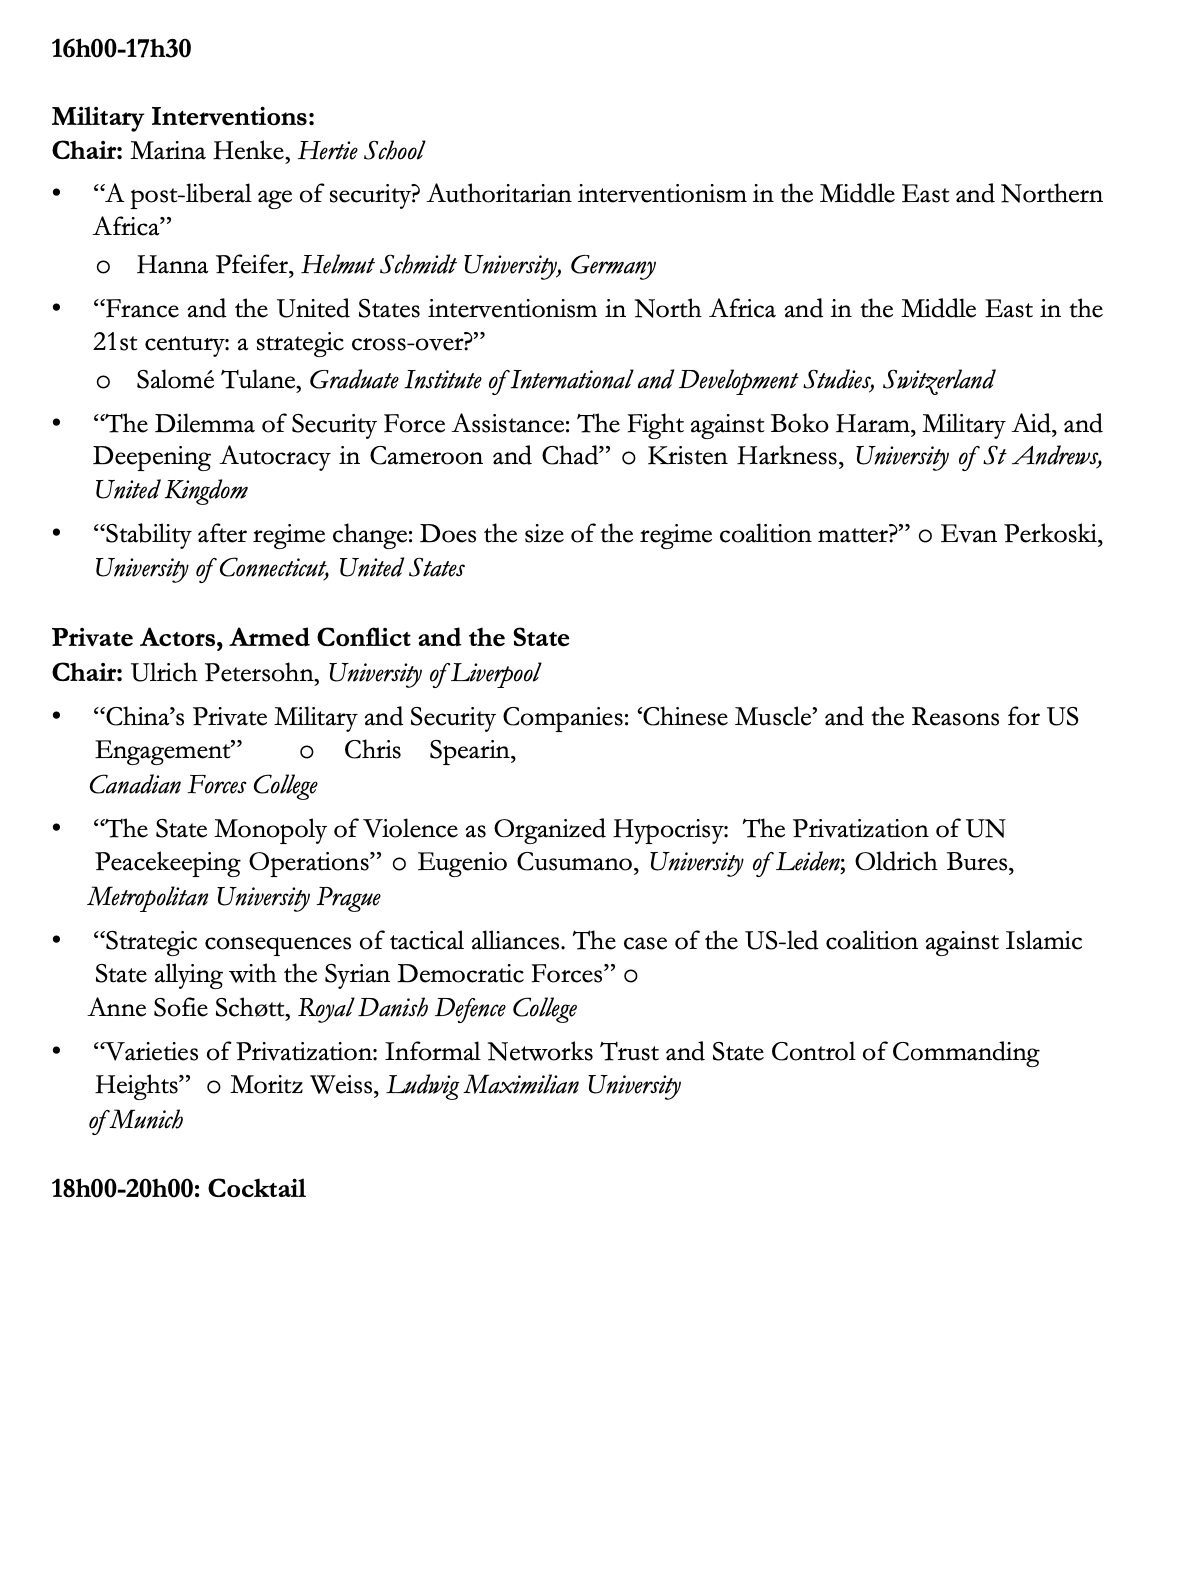 16h00-17h30
Military Interventions:
Chair: Marina Henke, Hertie School
• “A post-liberal age of security? Authoritarian interventionism in the Middle East and Northern
Africa”
o Hanna Pfeifer, Helmut Schmidt University, Germany
• “France and the United States interventionism in North Africa and in the Middle East in the
21st century: a strategic cross-over?”
o Salomé Tulane, Graduate Institute of International and Development Studies, Switzerland
• “The Dilemma of Security Force Assistance: The Fight against Boko Haram, Military Aid, and
Deepening Autocracy in Cameroon and Chad” o Kristen Harkness, University of St Andrews,
United Kingdom
• “Stability after regime change: Does the size of the regime coalition matter?” o Evan Perkoski,
University of Connecticut, United States
Private Actors, Armed Conflict and the State
Chair: Ulrich Petersohn, University of Liverpool
• “China’s Private Military and Security Companies: ‘Chinese Muscle’ and the Reasons for US
Engagement” o Chris Spearin,
Canadian Forces College
• “The State Monopoly of Violence as Organized Hypocrisy: The Privatization of UN
Peacekeeping Operations” o Eugenio Cusumano, University of Leiden; Oldrich Bures,
Metropolitan University Prague
• “Strategic consequences of tactical alliances. The case of the US-led coalition against Islamic
State allying with the Syrian Democratic Forces” o
Anne Sofie Schøtt, Royal Danish Defence College
• “Varieties of Privatization: Informal Networks Trust and State Control of Commanding
Heights” o Moritz Weiss, Ludwig Maximilian University
of Munich
18h00-20h00: Cocktail